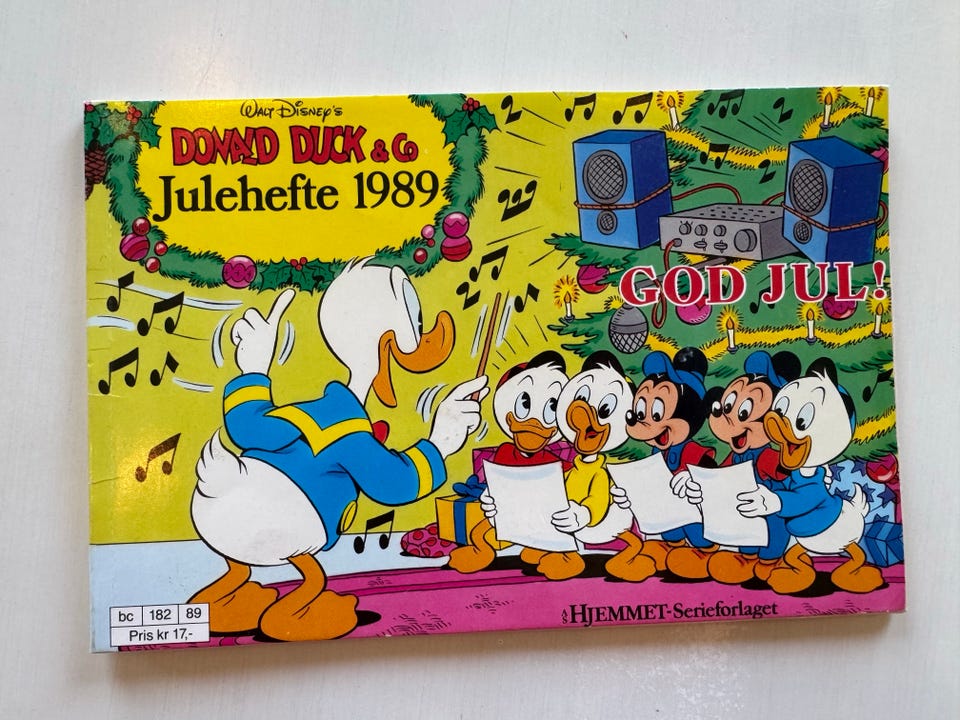 WALT DISNEY'S
DONALD DUCK & CO
Julehefte 1989
GOD JUL!
bc 182 89
Pris kr 17,-
A/S HJEMMET-Serieforlaget